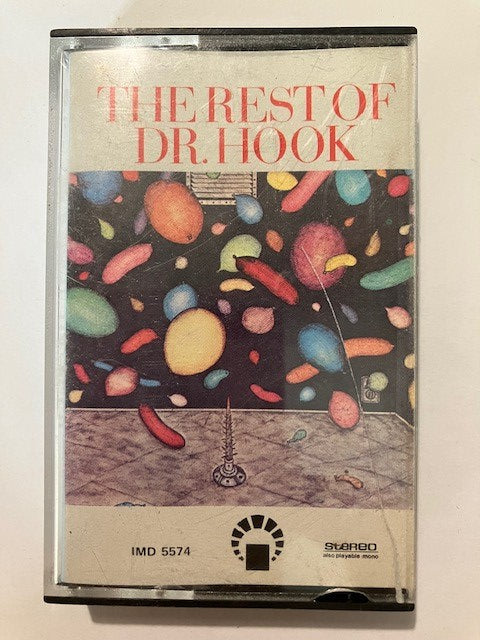 THE REST OF
DR. HOOK
IMD 5574
stereo
also playable mono